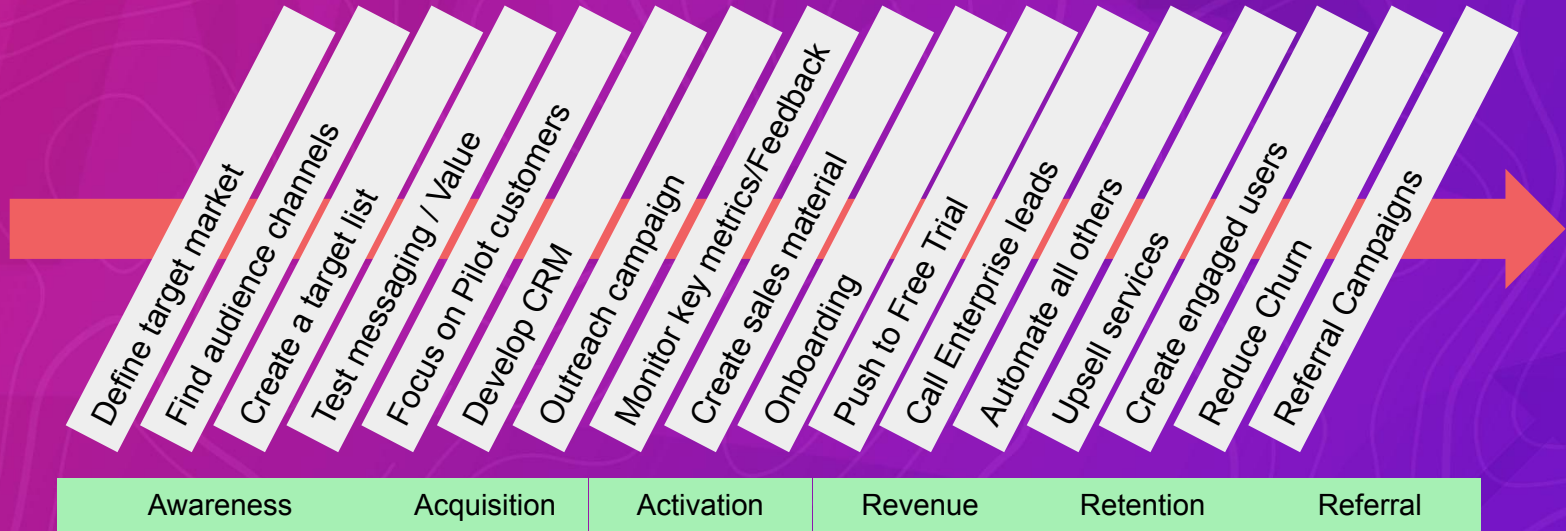 Define target market
Find audience channels
Create a target list
Test messaging / Value
Focus on Pilot customers
Develop CRM
Outreach campaign
Monitor key metrics/Feedback
Create sales material
Onboarding
Push to Free Trial
Call Enterprise leads
Automate all others
Upsell services
Create engaged users
Reduce Churn
Referral Campaigns
Awareness
Acquisition
Activation
Revenue
Retention
Referral